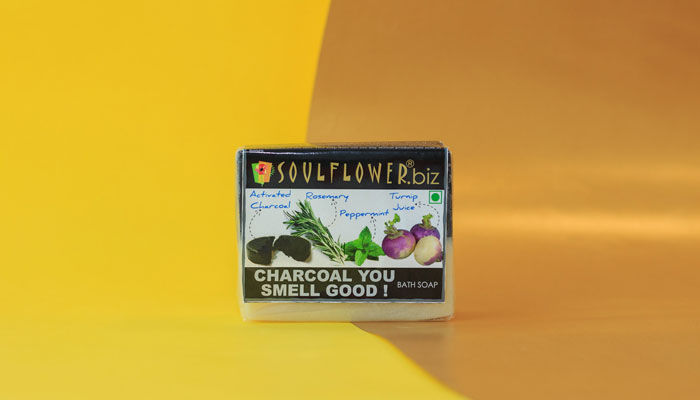 SOULFLOWER®.biz
Activated Charcoal
Rosemary
Peppermint
Turnip Juice
CHARCOAL YOU
SMELL GOOD !
BATH SOAP